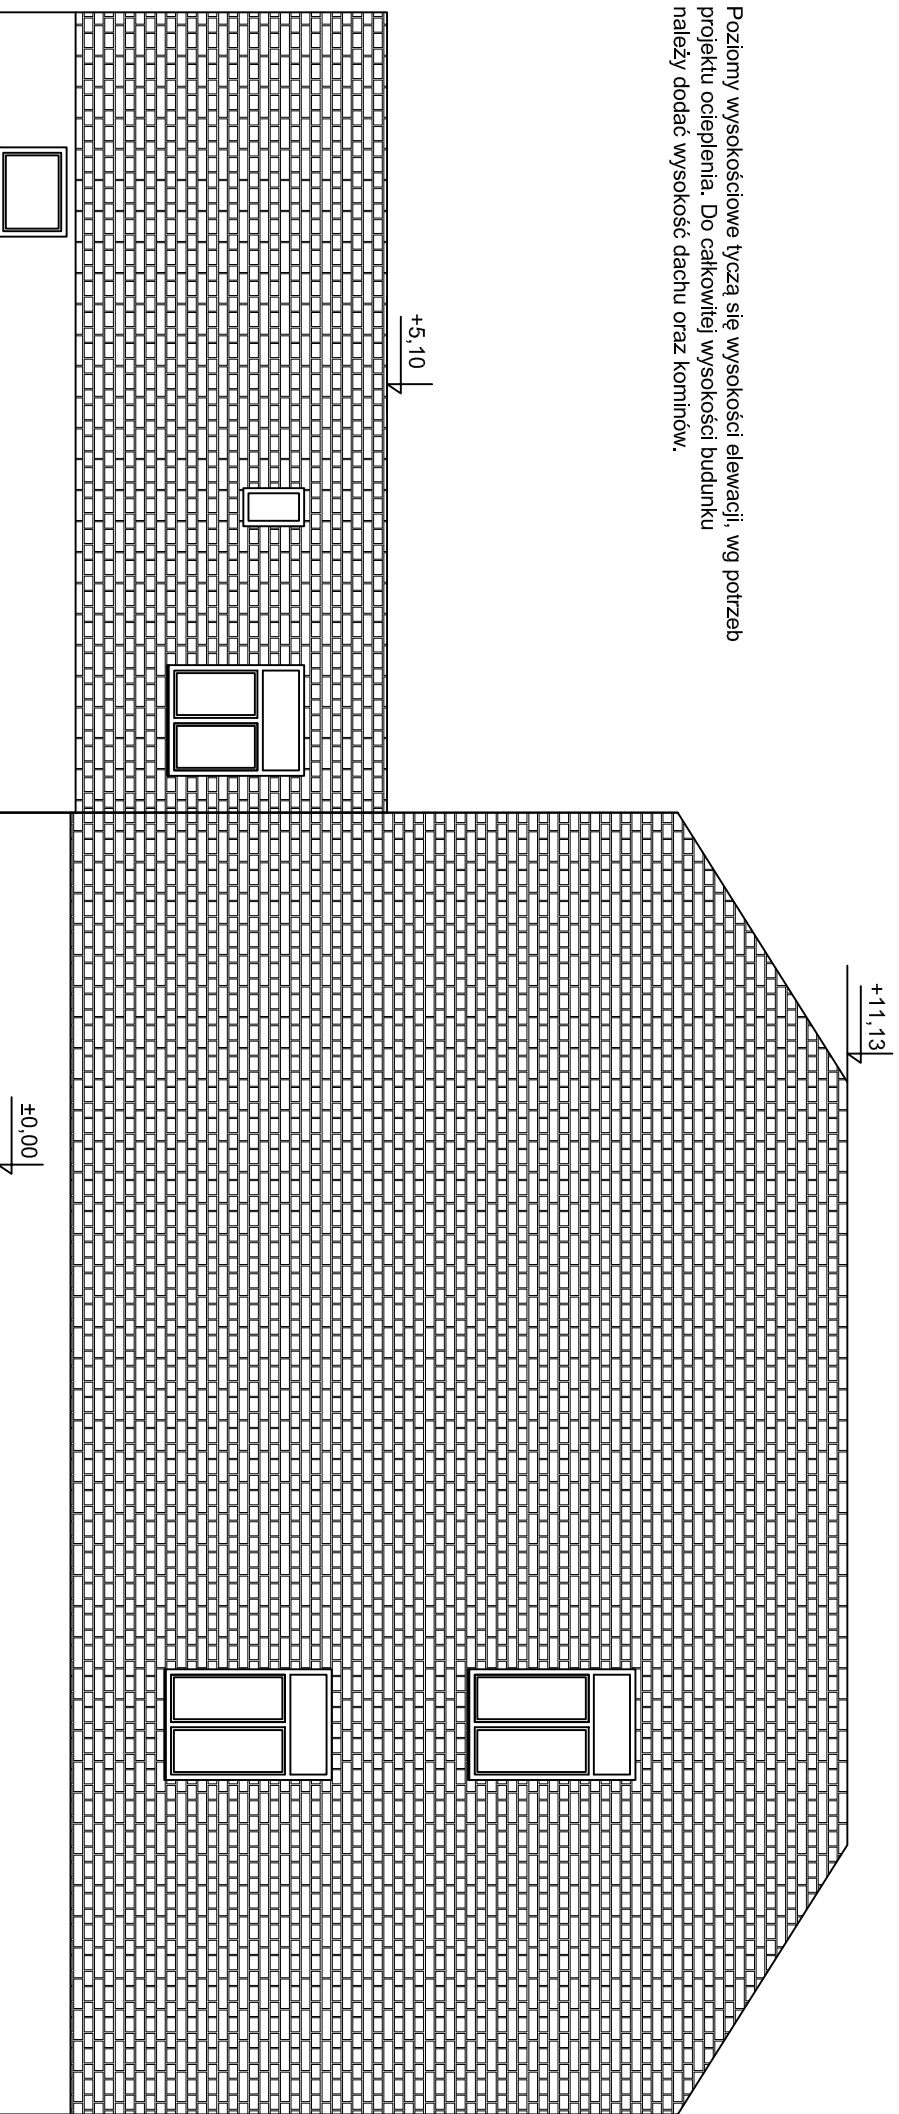 Poziomy wysokościowe tyczą się wysokości elewacji, wg potrzeb
projektu ocieplenia. Do całkowitej wysokości budunku
należy dodać wysokość dachu oraz kominów.
+5,10
+11,13
±0,00